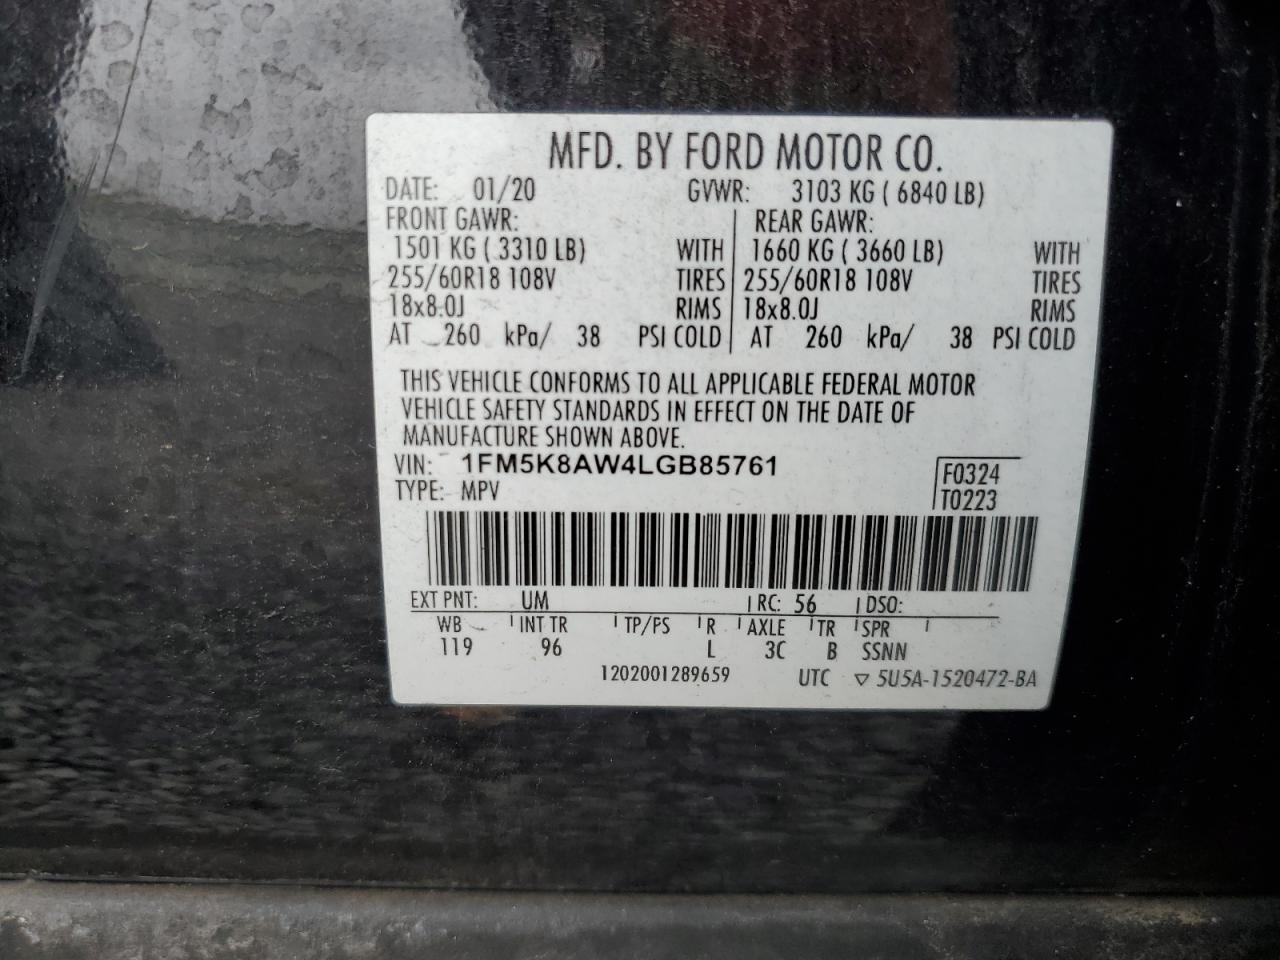 MFD. BY FORD MOTOR CO.
DATE: 01/20 GVWR: 3103 KG ( 6840 LB)
FRONT GAWR: REAR GAWR:
1501 KG ( 3310 LB) WITH 1660 KG ( 3660 LB) WITH
255/60R18 108V TIRES 255/60R18 108V TIRES
18x8.0J RIMS 18x8.0J RIMS
AT 260 kPa/ 38 PSI COLD AT 260 kPa/ 38 PSI COLD
THIS VEHICLE CONFORMS TO ALL APPLICABLE FEDERAL MOTOR
VEHICLE SAFETY STANDARDS IN EFFECT ON THE DATE OF
MANUFACTURE SHOWN ABOVE.
VIN: 1FM5K8AW4LGB85761
F0324
TYPE: MPV
T0223
EXT PNT: UM RC: 56 DSO:
WB INT TR TP/PS R AXLE TR SPR
119 96 L 3C B SSNN
1202001289659 UTC ▽ 5U5A-1520472-BA